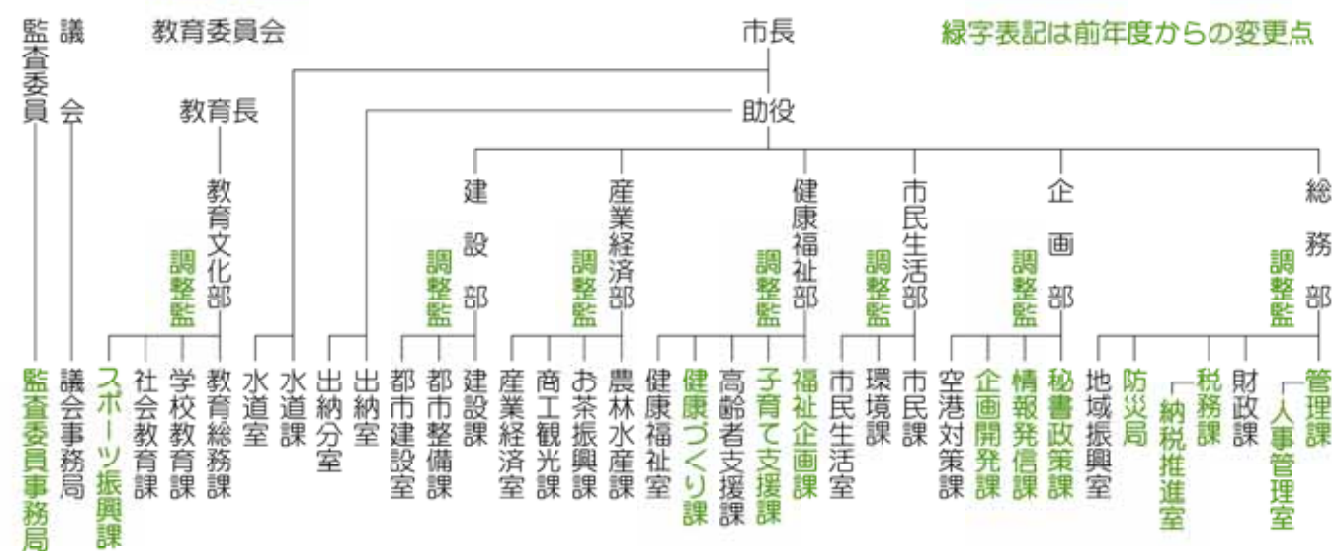 緑字表記は前年度からの変更点
市長
助役
総務部
調整監
管理課
人事管理室
財政課
税務課
納税推進室
防災局
地域振興室
企画部
調整監
秘書政策課
情報発信課
企画開発課
空港対策課
市民生活部
調整監
市民課
環境課
市民生活室
健康福祉部
調整監
福祉企画課
子育て支援課
高齢者支援課
健康づくり課
健康福祉室
産業経済部
調整監
農林水産課
お茶振興課
商工観光課
産業経済室
建設部
調整監
建設課
都市整備課
都市建設室
出納室
出納分室
水道課
水道室
教育委員会
教育長
教育文化部
調整監
教育総務課
学校教育課
社会教育課
スポーツ振興課
議会
議会事務局
監査委員
監査委員事務局